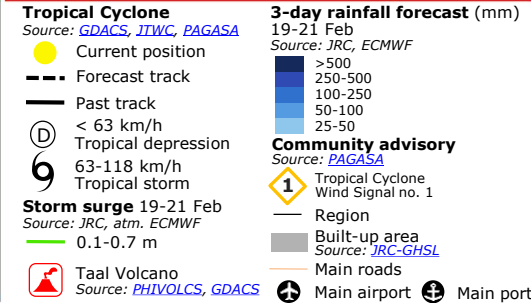 Tropical Cyclone
Source: GDACS, JTWC, PAGASA
Current position
Forecast track
Past track
D
< 63 km/h
Tropical depression
63-118 km/h
Tropical storm
Storm surge 19-21 Feb
Source: JRC, atm. ECMWF
0.1-0.7 m
Taal Volcano
Source: PHIVOLCS, GDACS
3-day rainfall forecast (mm)
19-21 Feb
Source: JRC, ECMWF
>500
250-500
100-250
50-100
25-50
Community advisory
Source: PAGASA
1
Tropical Cyclone
Wind Signal no. 1
Region
Built-up area
Source: JRC-GHSL
Main roads
Main airport
Main port